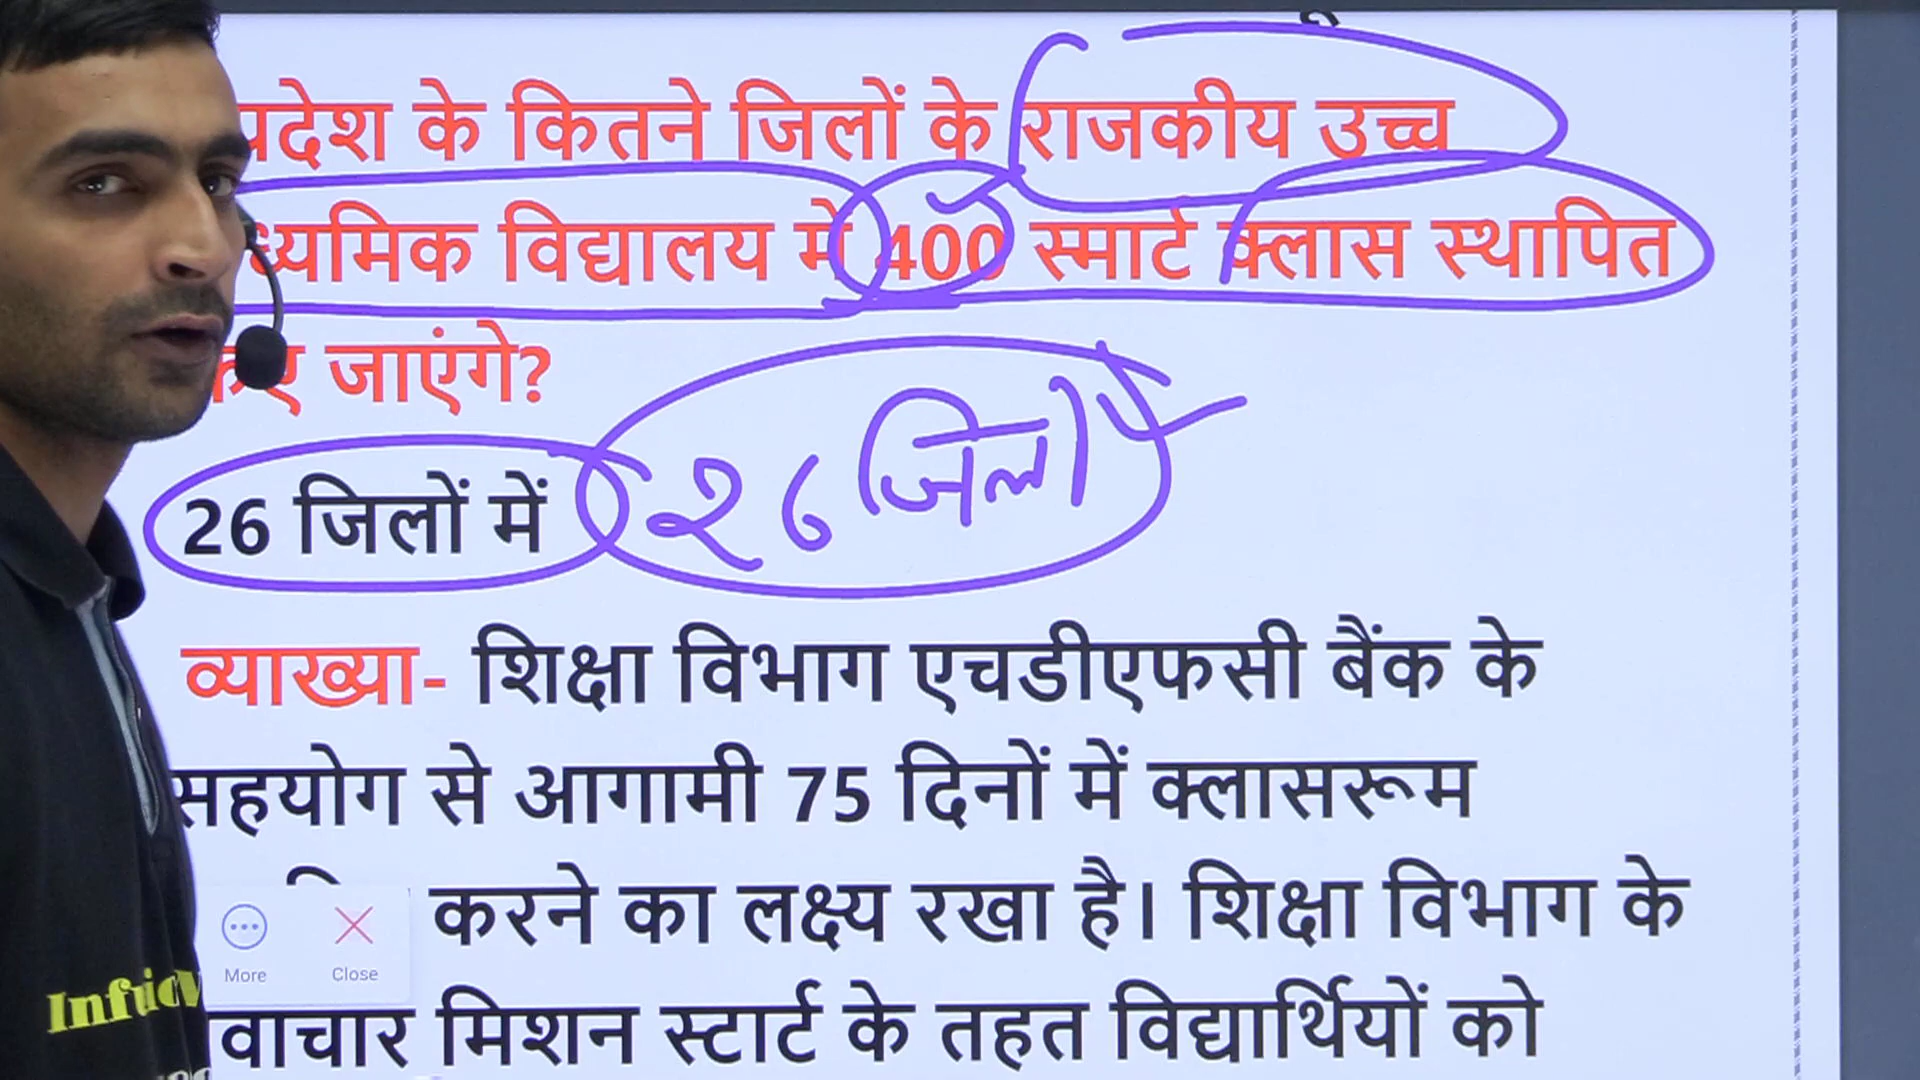 प्रदेश के कितने जिलों के राजकीय उच्च
ध्यमिक विद्यालय में 400 स्मार्ट क्लास स्थापित
किए जाएंगे?
26 जिलों में
२६ जिलों
व्याख्या- शिक्षा विभाग एचडीएफसी बैंक के
सहयोग से आगामी 75 दिनों में क्लासरूम
करने का लक्ष्य रखा है। शिक्षा विभाग के
वाचार मिशन स्टार्ट के तहत विद्यार्थियों को
More
Close